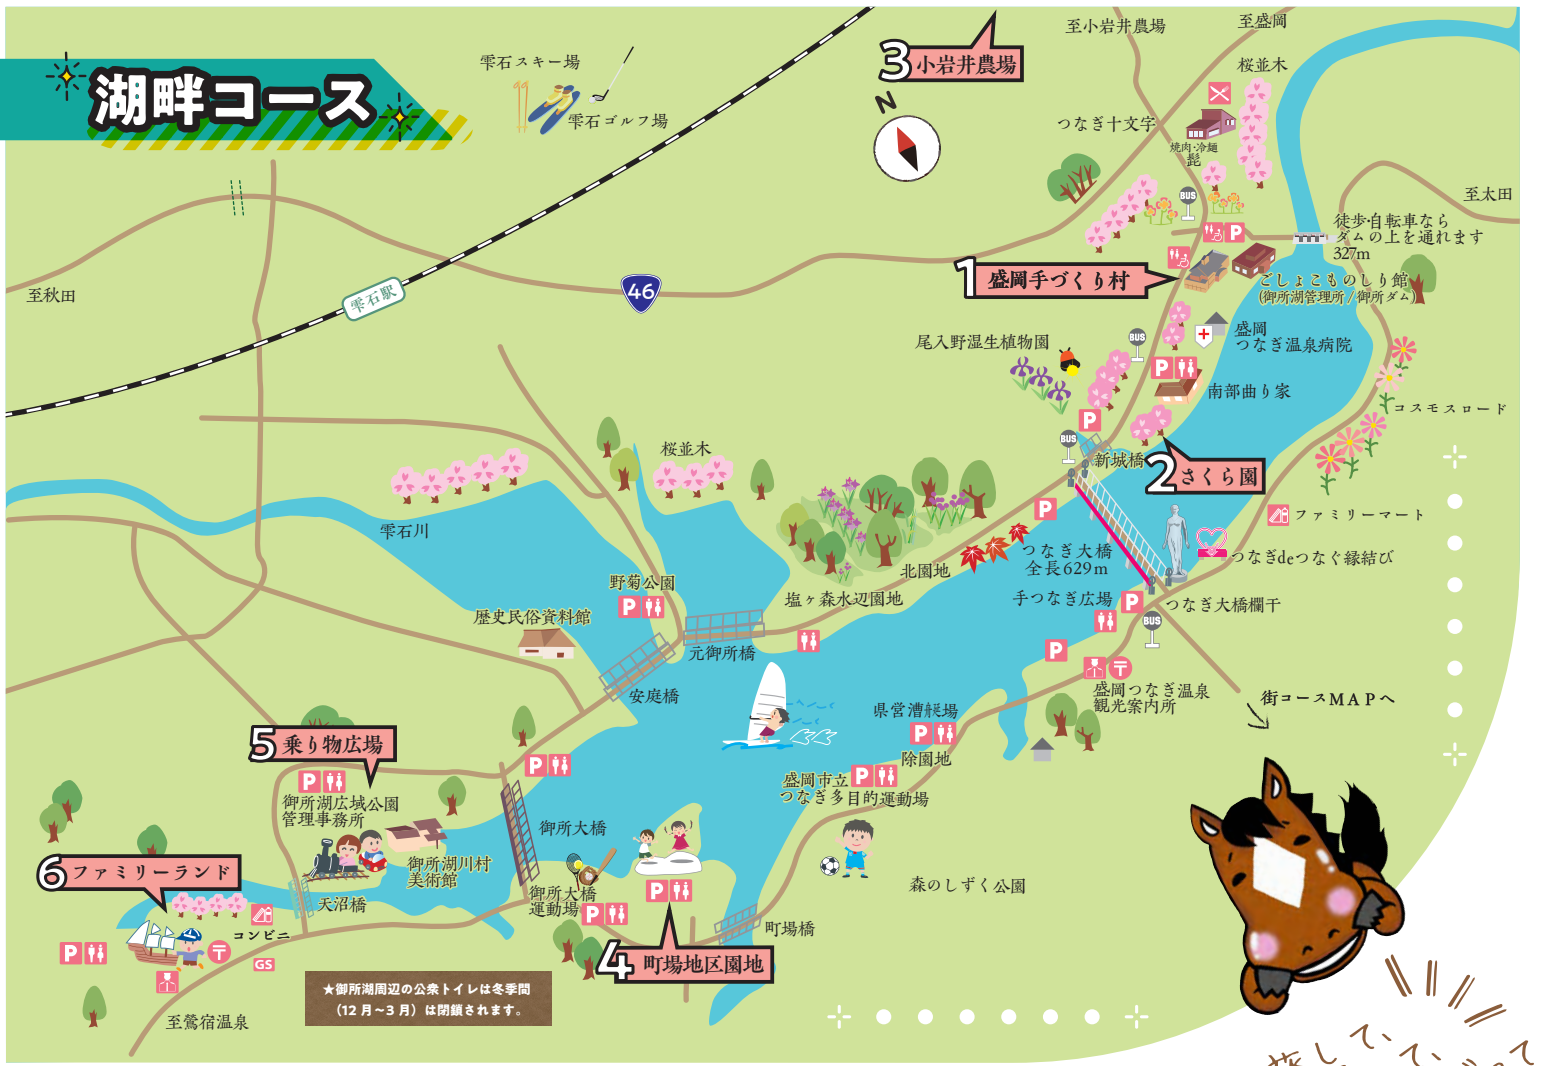 湖畔コース
雫石スキー場
雫石ゴルフ場
3 小岩井農場
N
至小岩井農場
至盛岡
桜並木
つなぎ十文字
焼肉・冷麺
髭
BUS
至太田
徒歩・自転車なら
ダムの上を通れます
327m
P
1 盛岡手づくり村
ごしょこものしり館
(御所湖管理所/御所ダム)
至秋田
雫石駅
46
尾入野湿生植物園
BUS
盛岡
つなぎ温泉病院
P
南部曲り家
コスモスロード
P
BUS
新城橋
2 さくら園
桜並木
雫石川
P
ファミリーマート
つなぎ大橋
全長629m
つなぎdeつなぐ縁結び
北園地
塩ヶ森水辺園地
手つなぎ広場
P
つなぎ大橋欄干
BUS
野菊公園
P
歴史民俗資料館
元御所橋
安庭橋
P
〒
盛岡つなぎ温泉
観光案内所
街コースMAPへ
県営漕艇場
P
除園地
盛岡市立
P
つなぎ多目的運動場
5 乗り物広場
P
P
御所湖広域公園
管理事務所
御所大橋
御所湖川村
美術館
6 ファミリーランド
天沼橋
コンビニ
P
〒
GS
御所大橋
運動場
P
P
森のしずく公園
町場橋
4 町場地区園地
★御所湖周辺の公衆トイレは冬季間
（12月〜3月）は閉鎖されます。
至鶯宿温泉